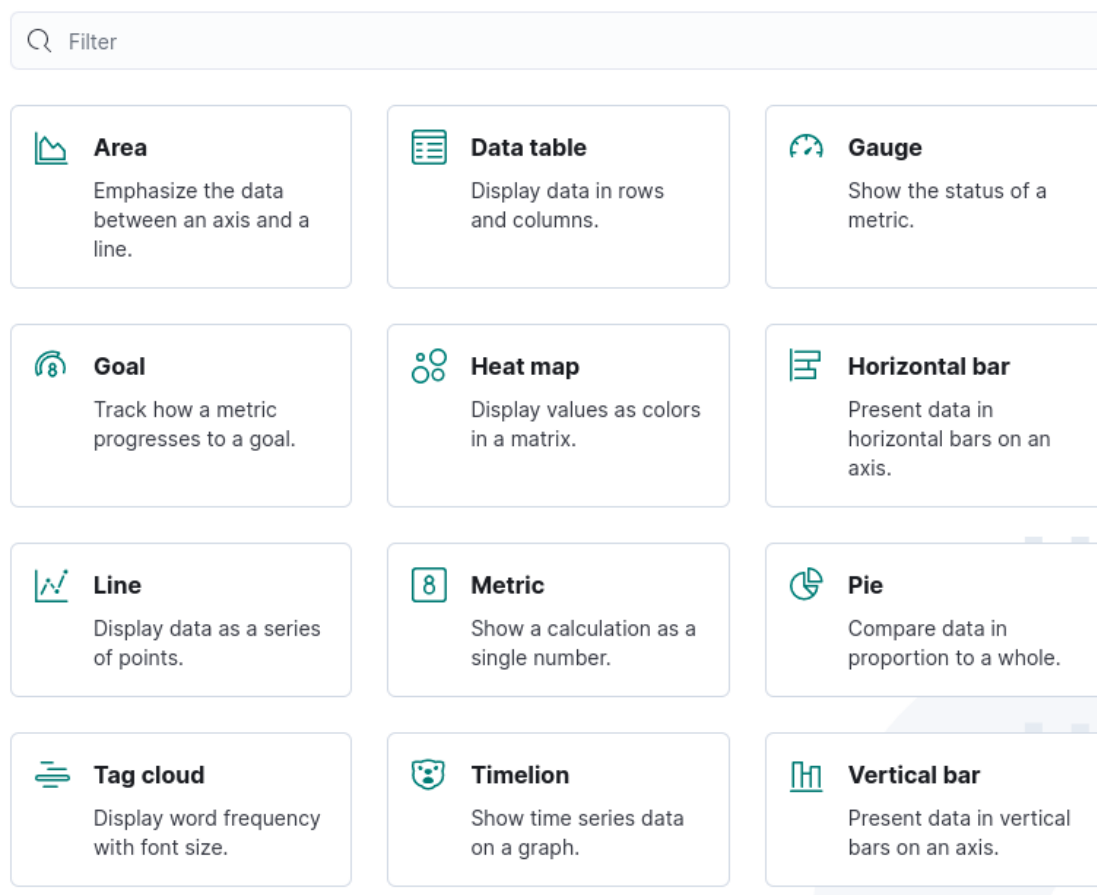 Filter
Area
Emphasize the data
between an axis and a
line.
Data table
Display data in rows
and columns.
Gauge
Show the status of a
metric.
Goal
Track how a metric
progresses to a goal.
Heat map
Display values as colors
in a matrix.
Horizontal bar
Present data in
horizontal bars on an
axis.
Line
Display data as a series
of points.
8
Metric
Show a calculation as a
single number.
Pie
Compare data in
proportion to a whole.
Tag cloud
Display word frequency
with font size.
Timelion
Show time series data
on a graph.
Vertical bar
Present data in vertical
bars on an axis.